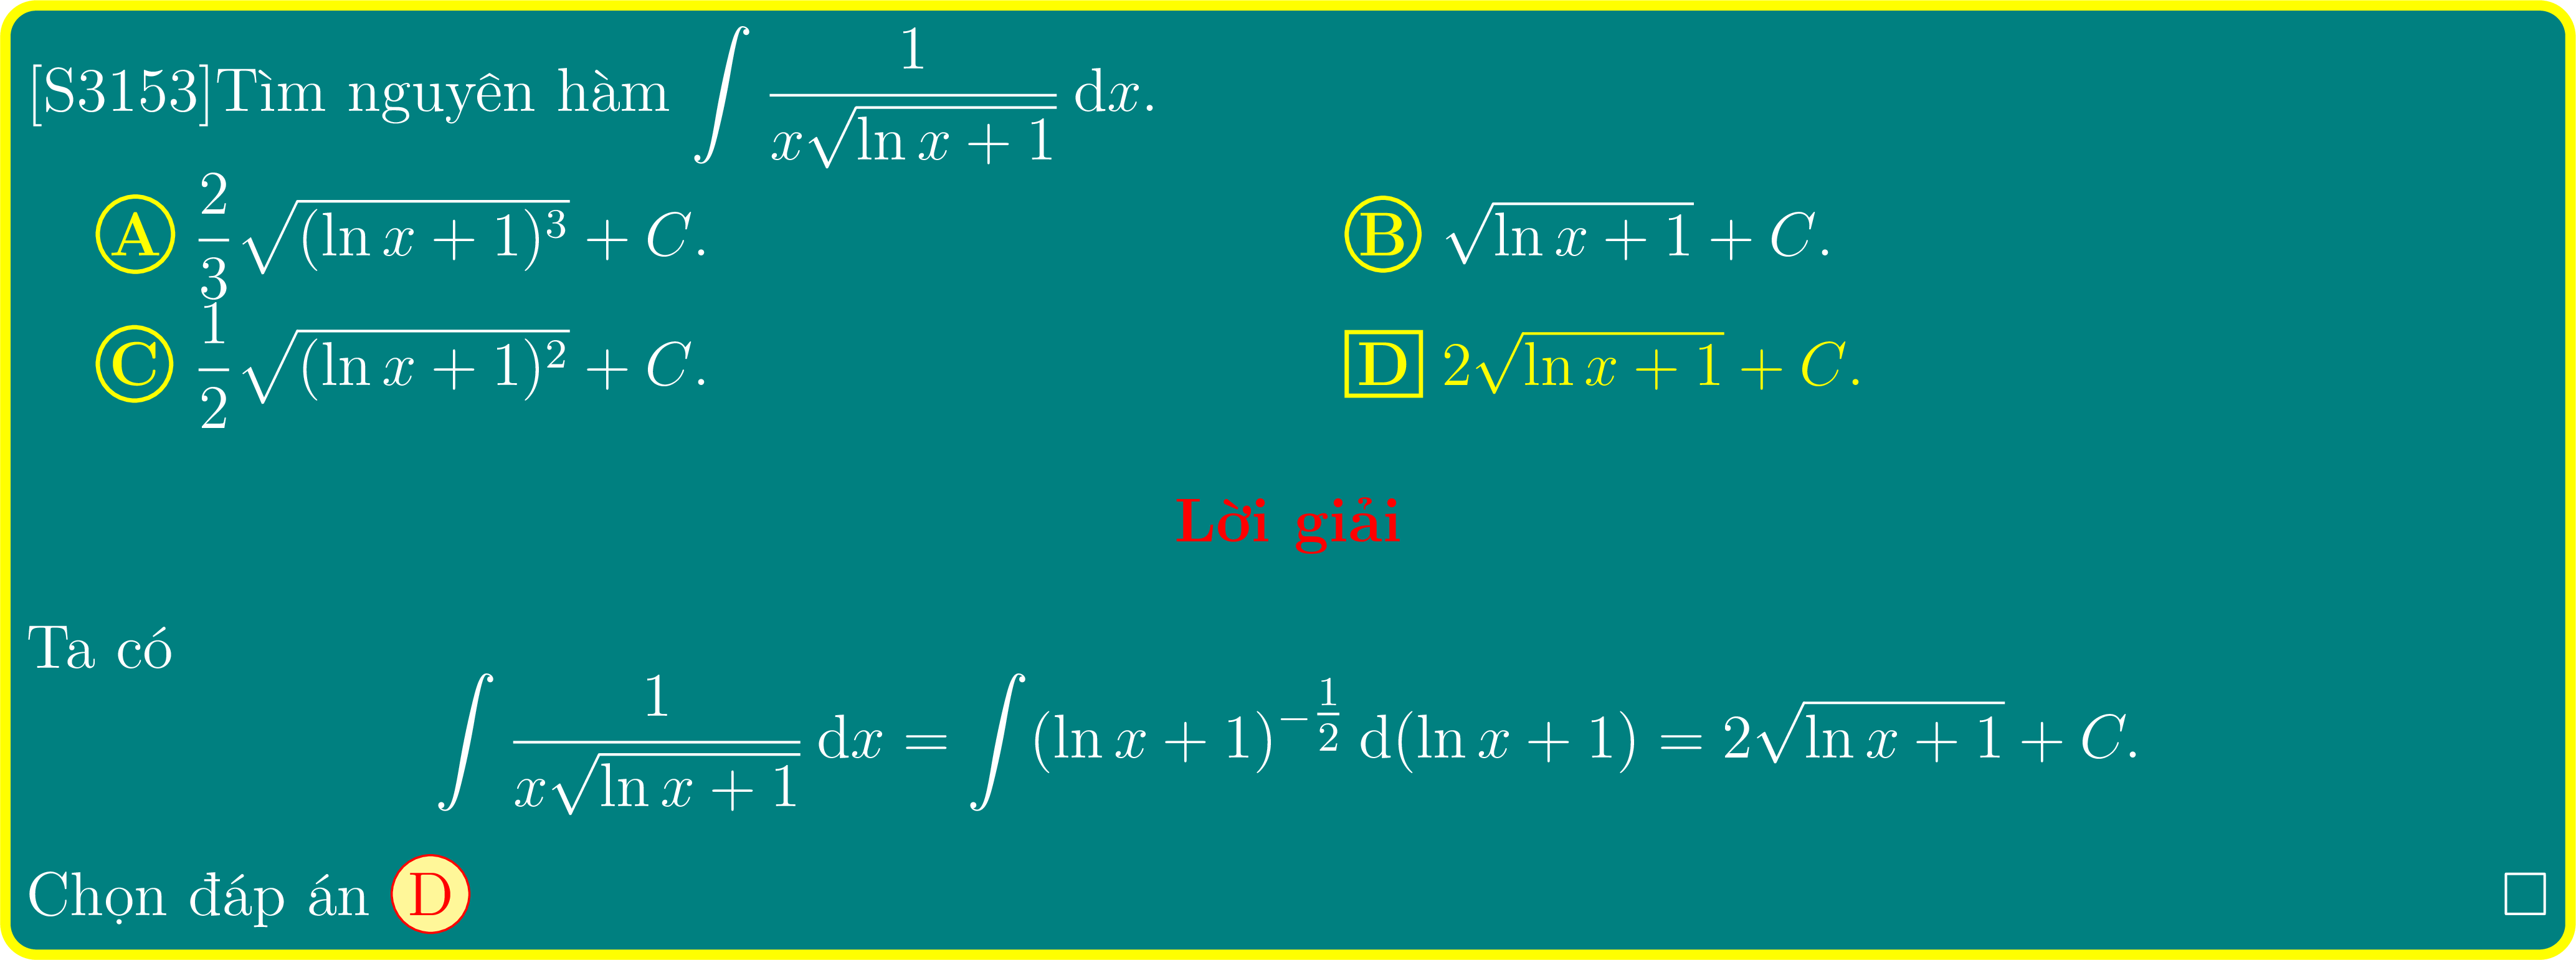 [S3153]Tìm nguyên hàm ∫ 1/(x√(ln x + 1)) dx.
A 2/3 √((ln x + 1)³) + C. B √(ln x + 1) + C.
C 1/2 √((ln x + 1)²) + C. D 2√(ln x + 1) + C.
Lời giải
Ta có
∫ 1/(x√(ln x + 1)) dx = ∫ (ln x + 1)^(−1/2) d(ln x + 1) = 2√(ln x + 1) + C.
Chọn đáp án D □